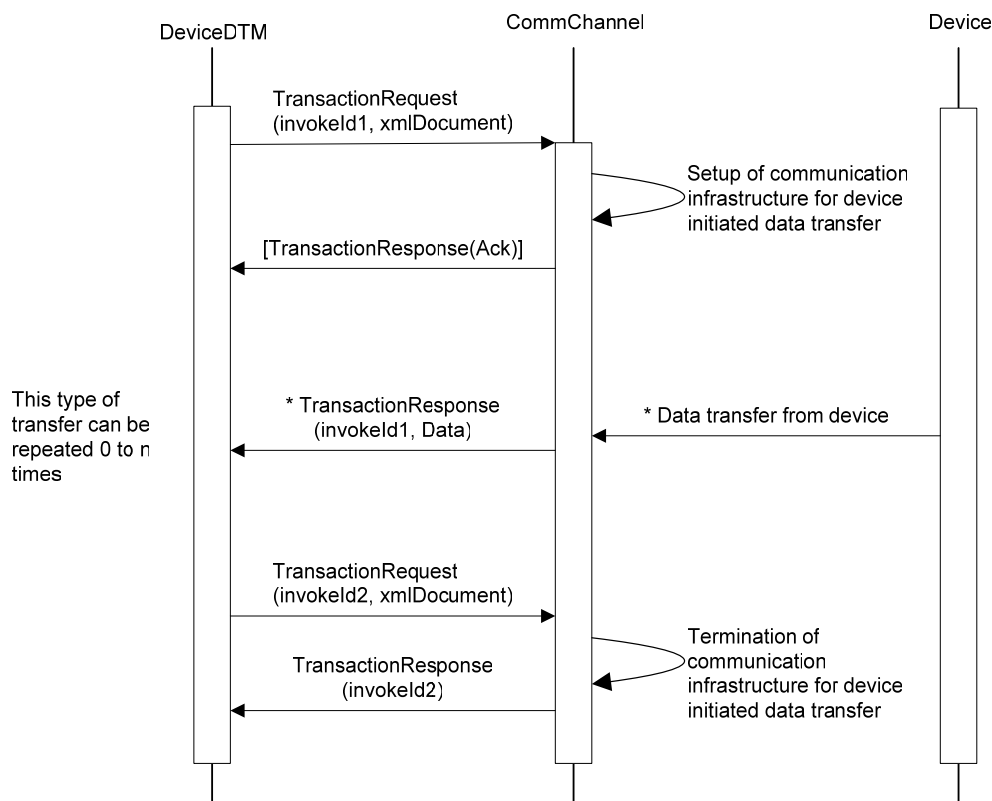 DeviceDTM
CommChannel
Device
TransactionRequest
(invokeId1, xmlDocument)
Setup of communication
infrastructure for device
initiated data transfer
[TransactionResponse(Ack)]
This type of
transfer can be
repeated 0 to n
times
* TransactionResponse
(invokeId1, Data)
* Data transfer from device
TransactionRequest
(invokeId2, xmlDocument)
Termination of
communication
infrastructure for device
initiated data transfer
TransactionResponse
(invokeId2)